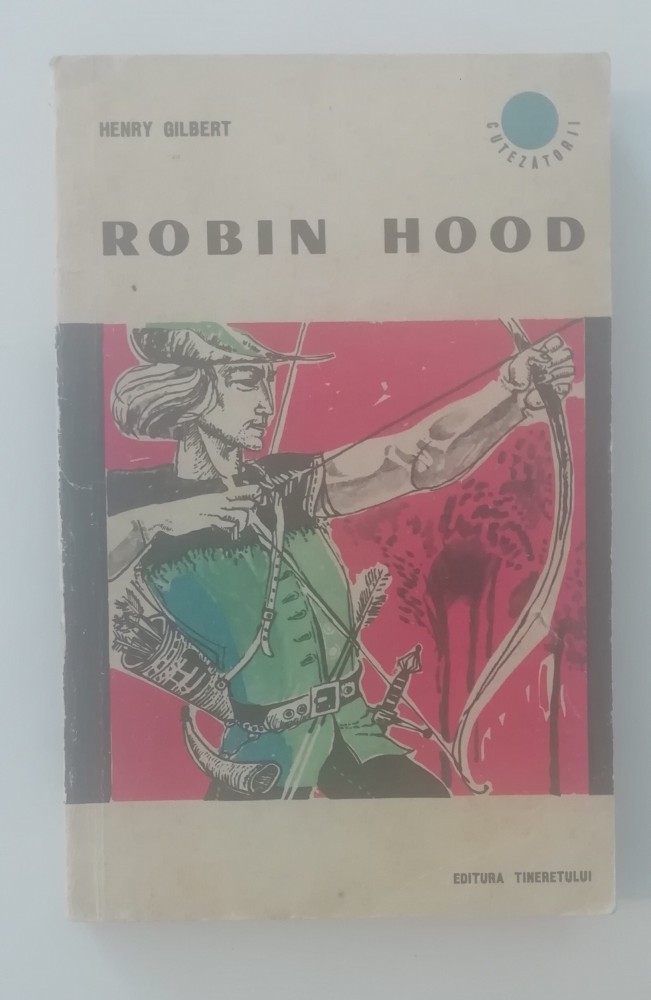 HENRY GILBERT
CUTEZĂTORII
ROBIN HOOD
EDITURA TINERETULUI